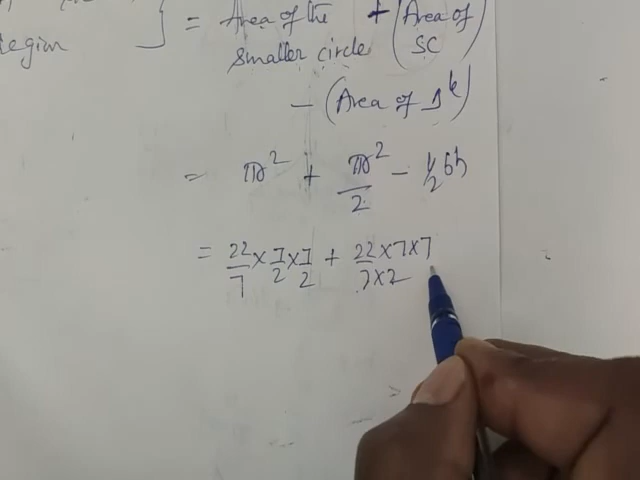 region } = Area of the smaller circle + (Area of SC)
- (Area of Δle)
= πr² + πr²/2 - 1/2 bh
= 22/7 × 7/2 × 7/2 + 22×7×7/7×2